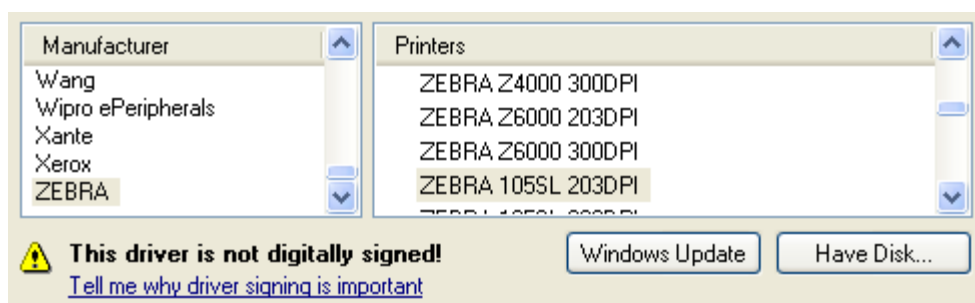 Manufacturer
Wang
Wipro ePeripherals
Xante
Xerox
ZEBRA
Printers
ZEBRA Z4000 300DPI
ZEBRA Z6000 203DPI
ZEBRA Z6000 300DPI
ZEBRA 105SL 203DPI
This driver is not digitally signed!
Tell me why driver signing is important
Windows Update
Have Disk...